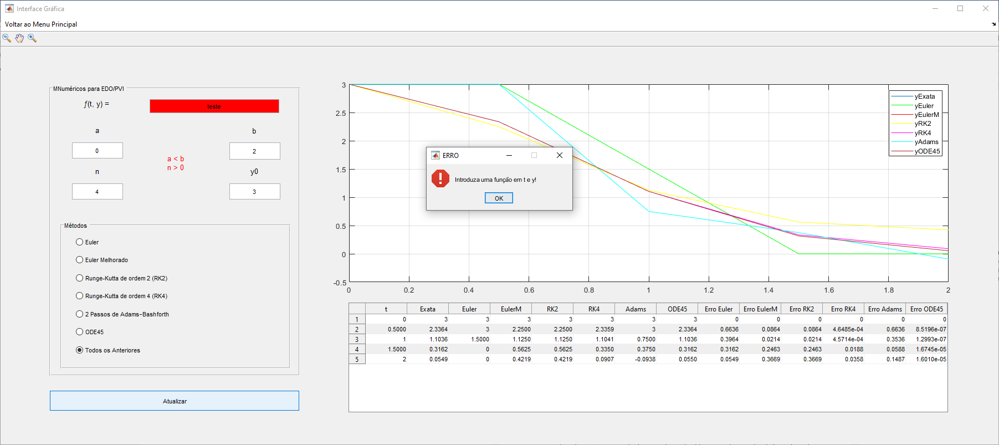 Interface Gráfica
Voltar ao Menu Principal
MNuméricos para EDO/PVI
ƒ(t, y) =
teste
a
b
0
2
a < b
n > 0
n
y0
4
3
Métodos
Euler
Euler Melhorado
Runge-Kutta de ordem 2 (RK2)
Runge-Kutta de ordem 4 (RK4)
2 Passos de Adams-Bashforth
ODE45
Todos os Anteriores
Atualizar
3
2.5
2
1.5
1
0.5
0
-0.5
0 0.2 0.4 0.6 0.8 1 1.2 1.4 1.6 1.8 2
yExata
yEuler
yEulerM
yRK2
yRK4
yAdams
yODE45
ERRO
Introduza uma função em t e y!
OK
t Exata Euler EulerM RK2 RK4 Adams ODE45 Erro Euler Erro EulerM Erro RK2 Erro RK4 Erro Adams Erro ODE45
1 0 3 3 3 3 3 3 3 0 0 0 0 0 0
2 0.5000 2.3364 3 2.2500 2.2500 2.3359 3 2.3364 0.6636 0.0864 0.0864 4.6485e-04 0.6636 8.5196e-07
3 1 1.1036 1.5000 1.1250 1.1250 1.1041 0.7500 1.1036 0.3964 0.0214 0.0214 4.5714e-04 0.3536 1.2993e-07
4 1.5000 0.3162 0 0.5625 0.5625 0.3350 0.3750 0.3162 0.3162 0.2463 0.2463 0.0188 0.0588 1.6745e-05
5 2 0.0549 0 0.4219 0.4219 0.0907 -0.0938 0.0550 0.0549 0.3669 0.3669 0.0358 0.1487 1.6010e-05